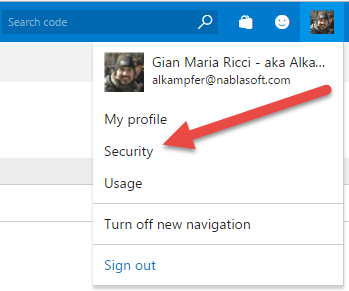 Search code
Gian Maria Ricci - aka Alka...
alkampfer@nablasoft.com
My profile
Security
Usage
Turn off new navigation
Sign out